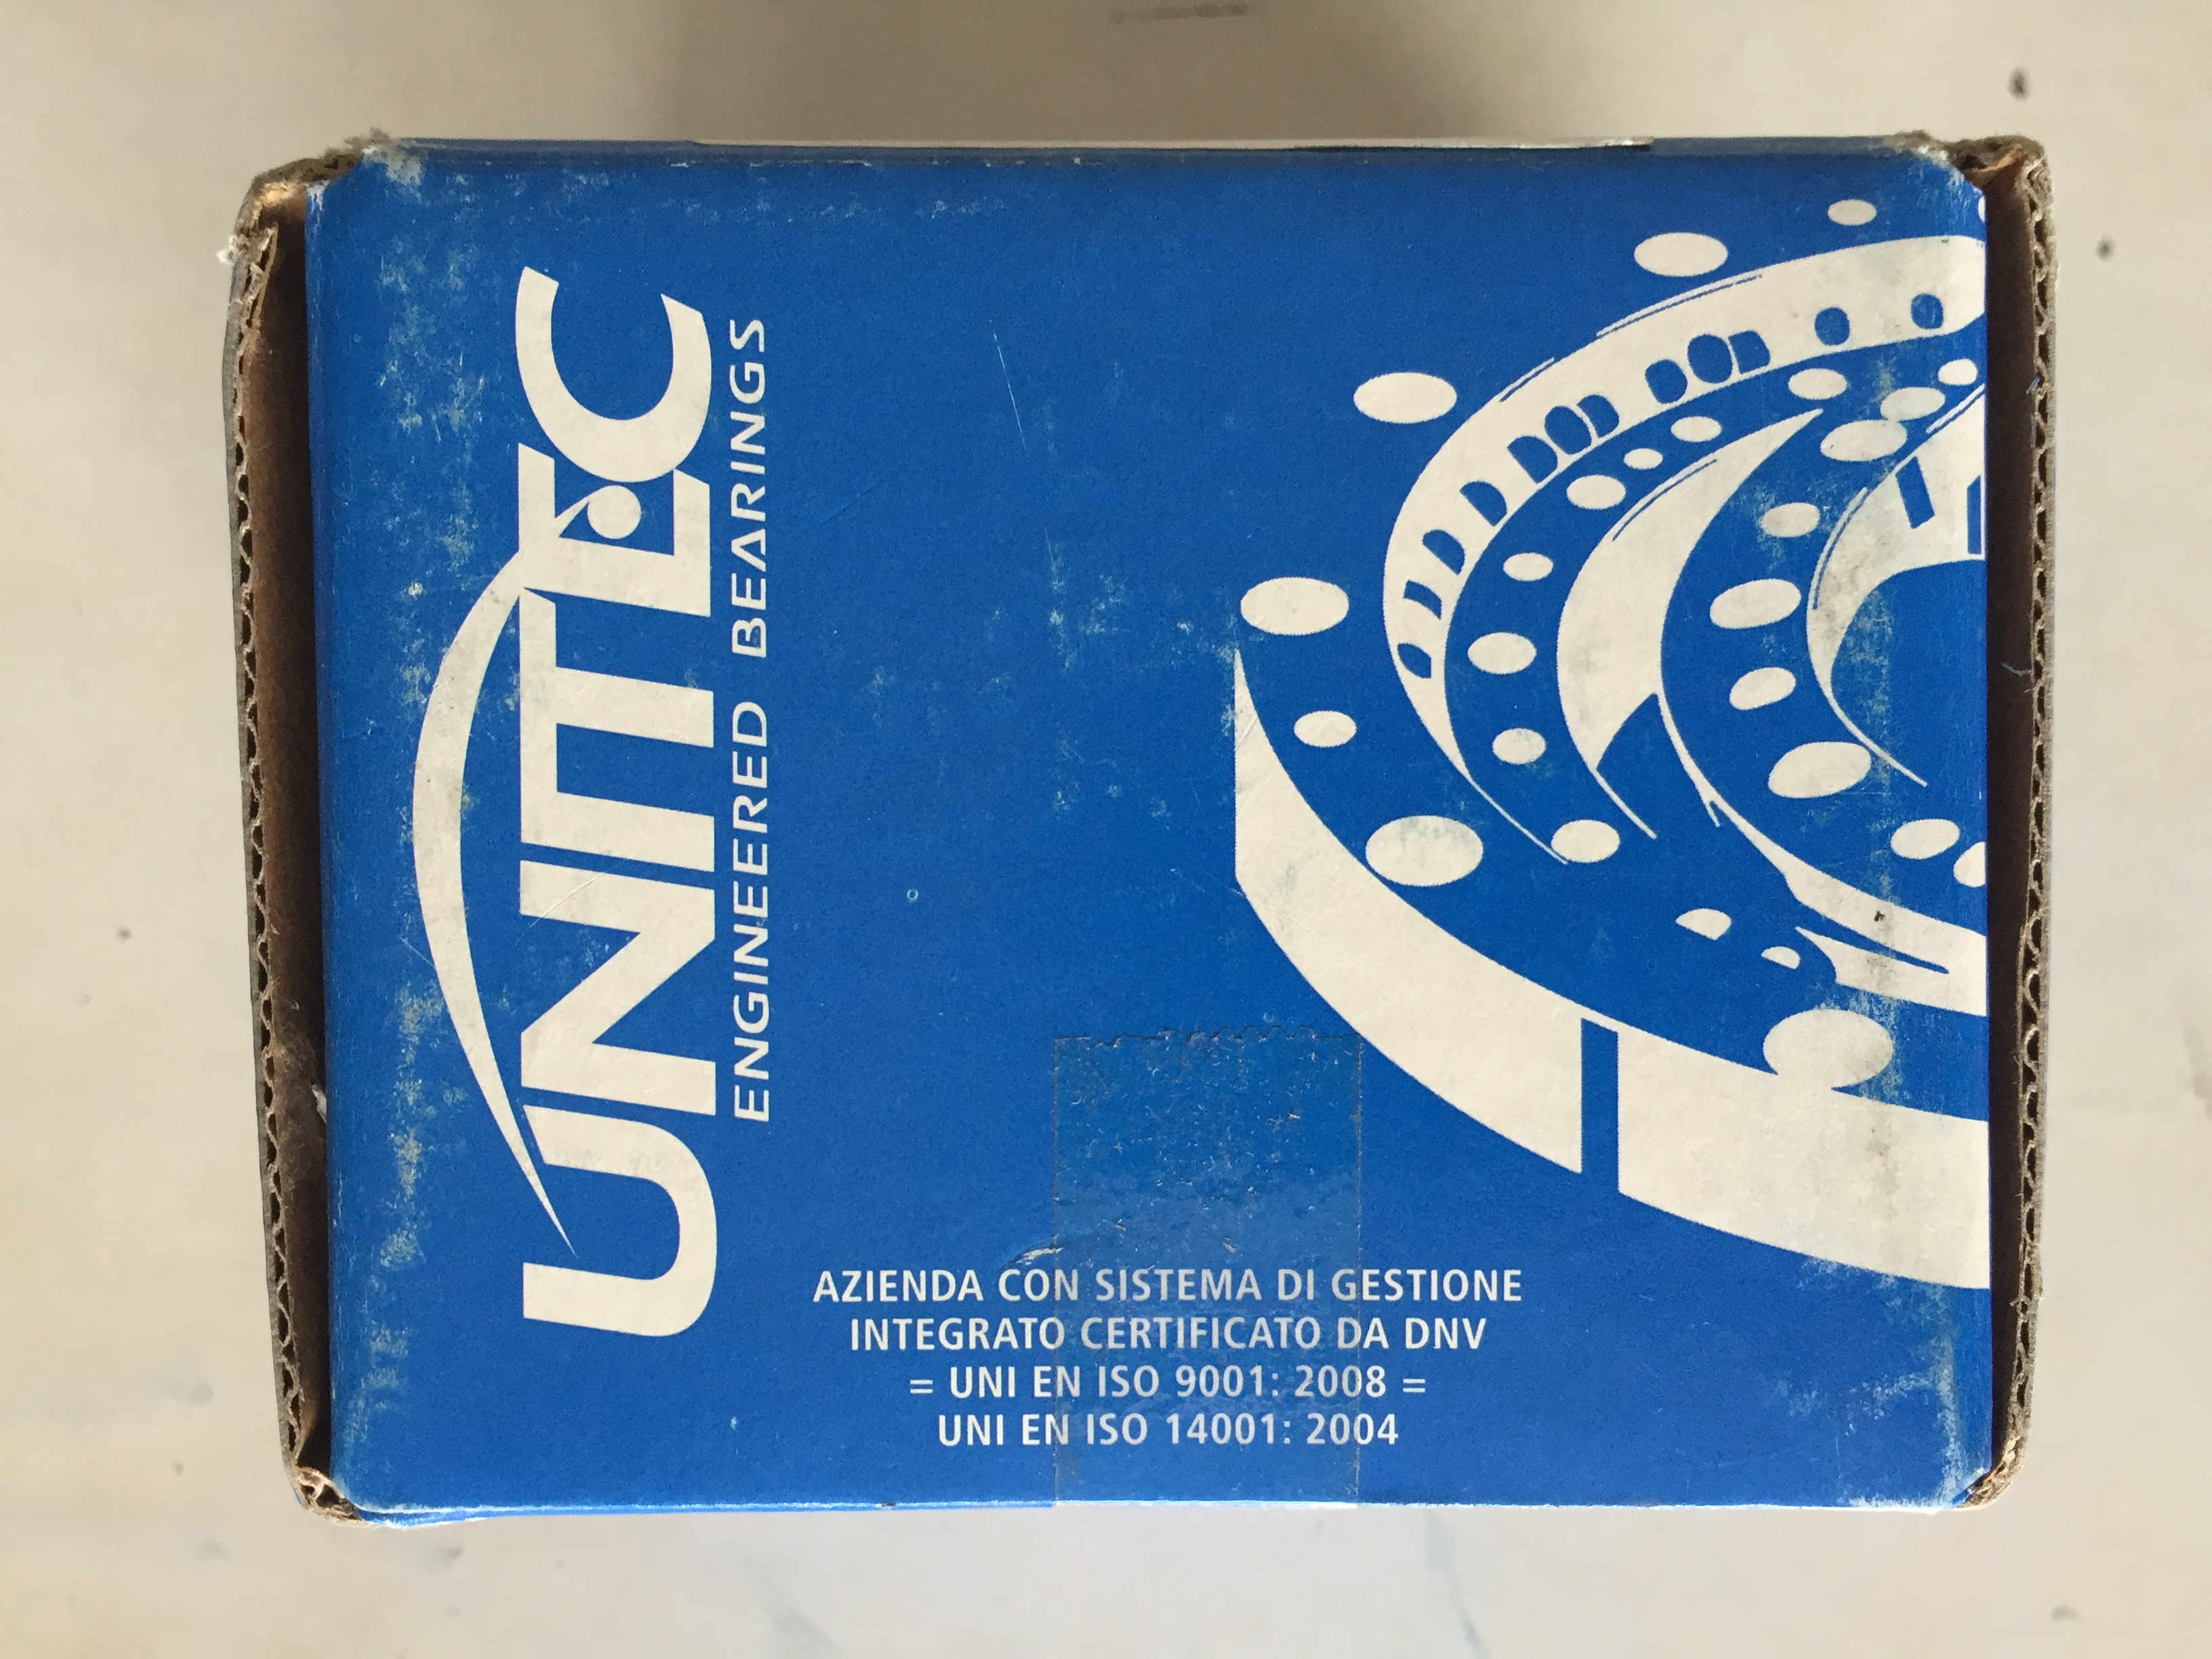 UNITEC
ENGINEERED BEARINGS
AZIENDA CON SISTEMA DI GESTIONE
INTEGRATO CERTIFICATO DA DNV
= UNI EN ISO 9001: 2008 =
UNI EN ISO 14001: 2004